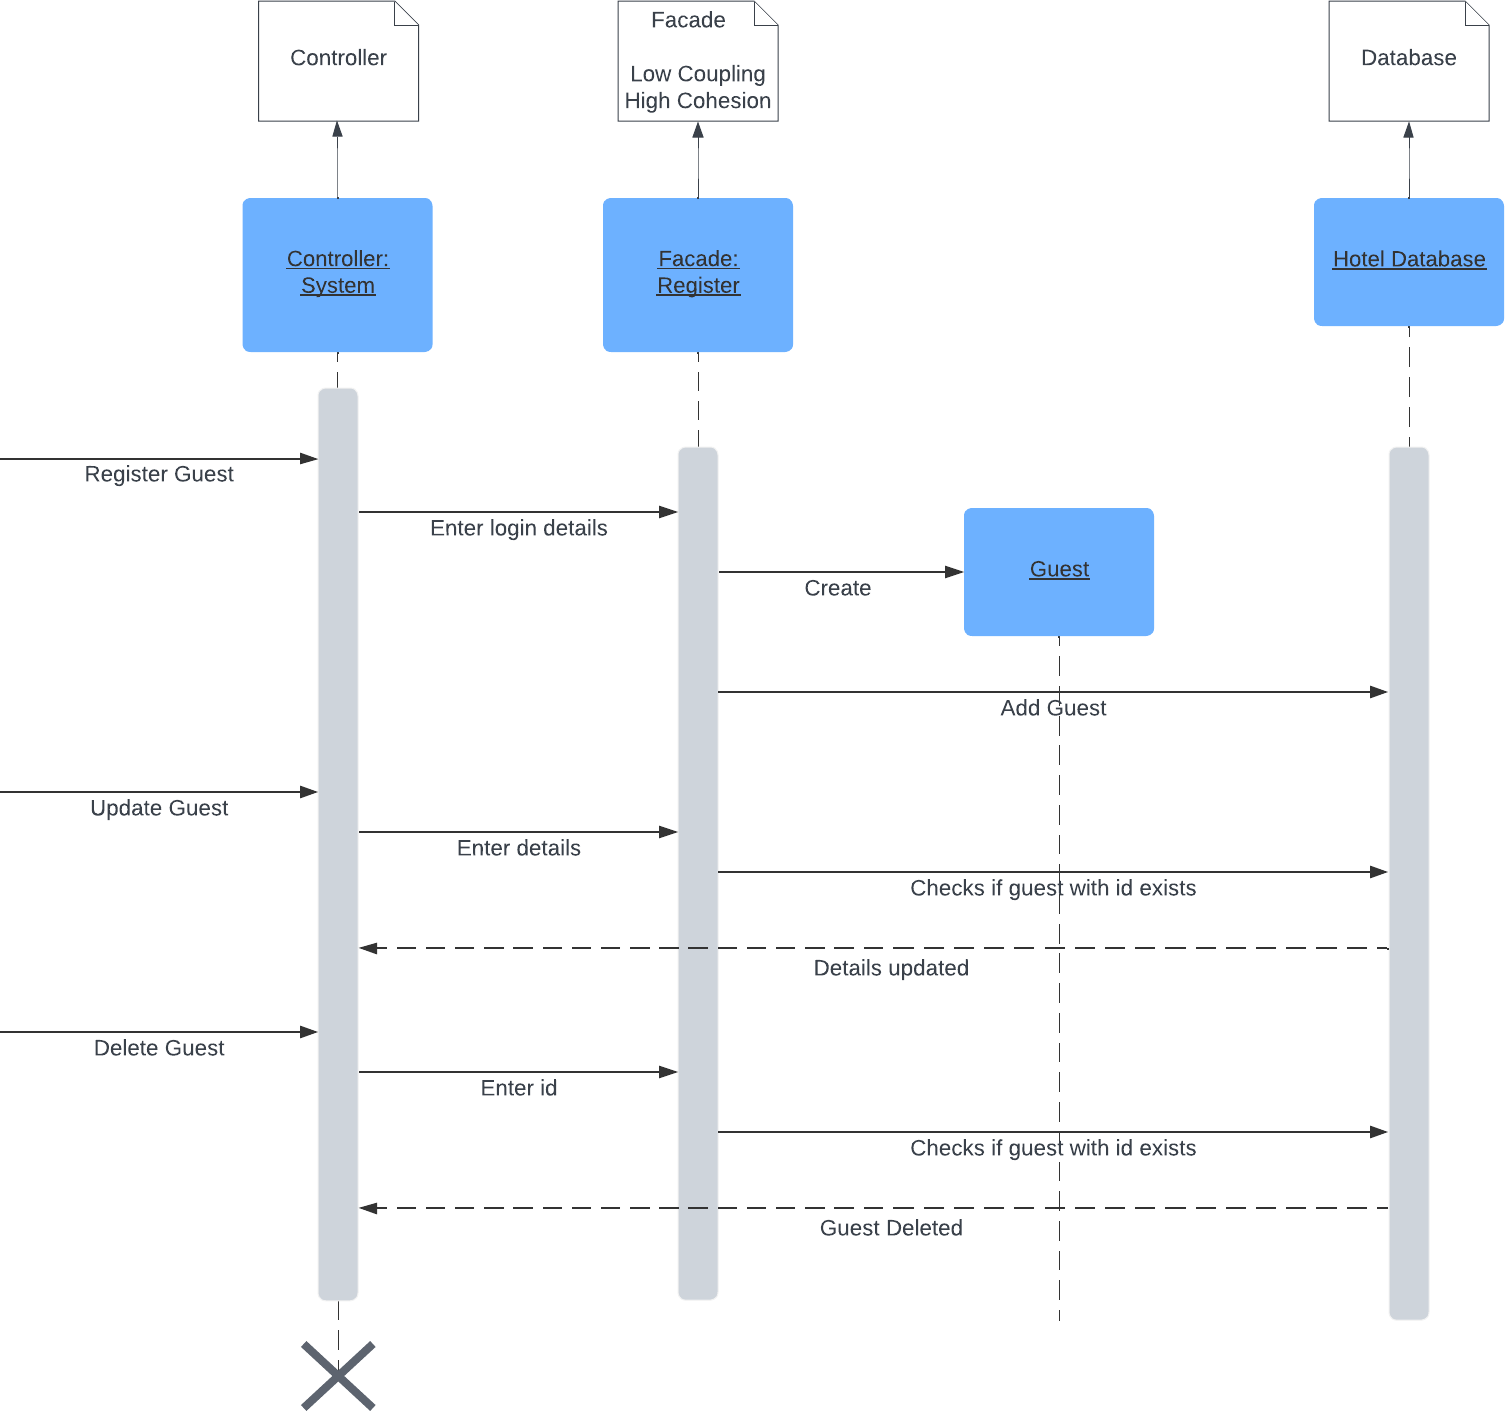 Controller
Facade
Low Coupling
High Cohesion
Database
Controller:
System
Facade:
Register
Hotel Database
Register Guest
Enter login details
Guest
Create
Add Guest
Update Guest
Enter details
Checks if guest with id exists
Details updated
Delete Guest
Enter id
Checks if guest with id exists
Guest Deleted